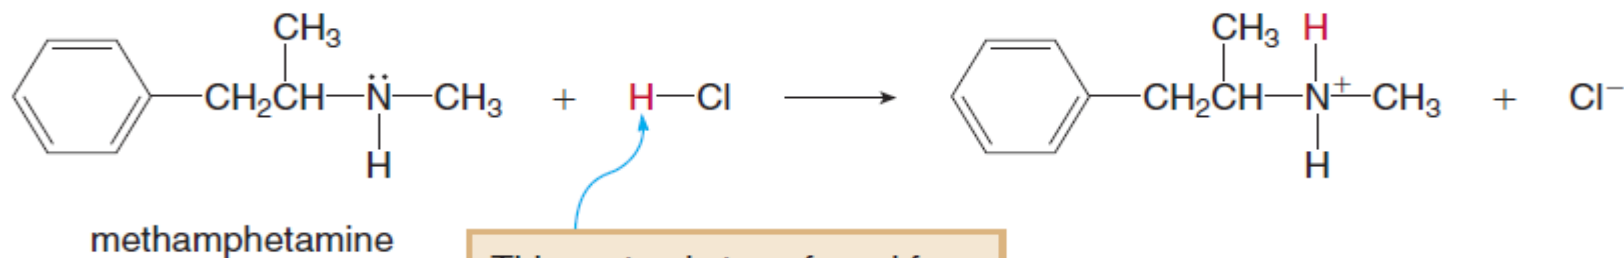 CH₃ CH₃ H
CH₂CH—N̈—CH₃ + H—Cl ⟶ CH₂CH—N⁺—CH₃ + Cl⁻
H H
methamphetamine